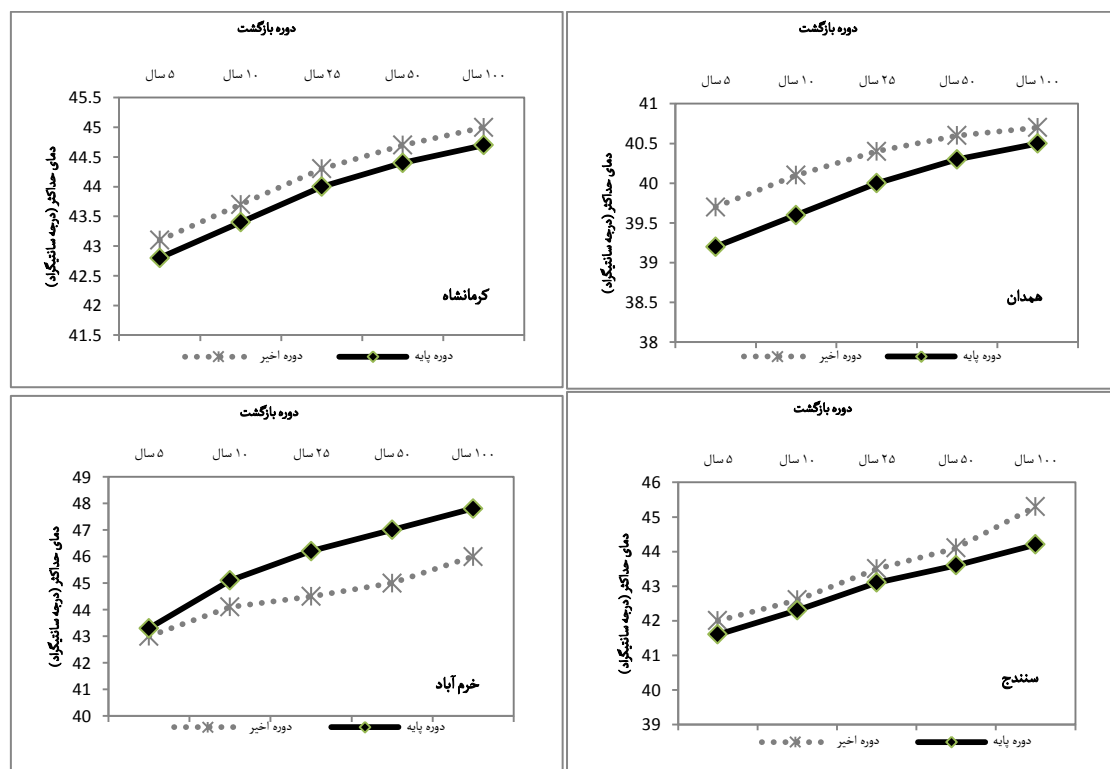 دوره بازگشت
۵ سال ۱۰ سال ۲۵ سال ۵۰ سال ۱۰۰ سال
دمای حداکثر (درجه سانتیگراد)
45.5
45
44.5
44
43.5
43
42.5
42
41.5
کرمانشاه
دوره اخیر دوره پایه
دوره بازگشت
۵ سال ۱۰ سال ۲۵ سال ۵۰ سال ۱۰۰ سال
دمای حداکثر (درجه سانتیگراد)
41
40.5
40
39.5
39
38.5
38
همدان
دوره اخیر دوره پایه
دوره بازگشت
۵ سال ۱۰ سال ۲۵ سال ۵۰ سال ۱۰۰ سال
دمای حداکثر (درجه سانتیگراد)
49
48
47
46
45
44
43
42
41
40
خرم آباد
دوره اخیر دوره پایه
دوره بازگشت
۵ سال ۱۰ سال ۲۵ سال ۵۰ سال ۱۰۰ سال
دمای حداکثر (درجه سانتیگراد)
46
45
44
43
42
41
40
39
سنندج
دوره اخیر دوره پایه